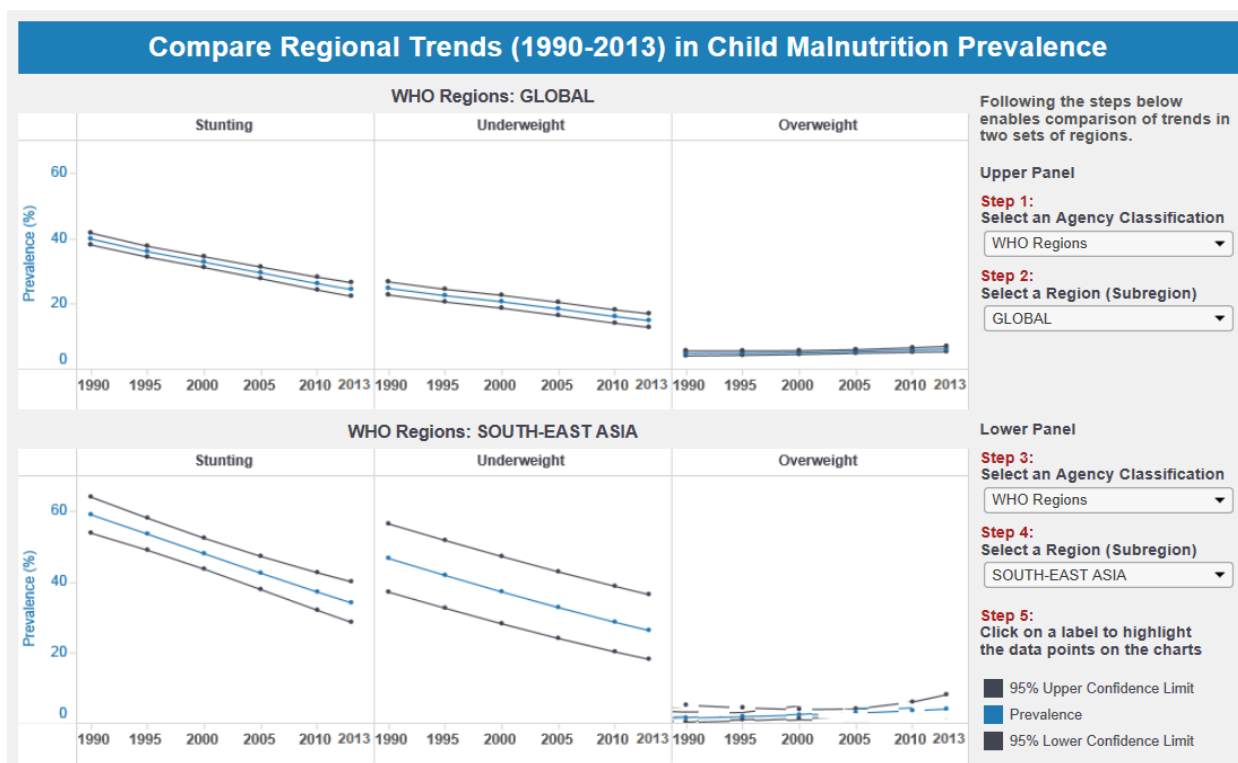 Compare Regional Trends (1990-2013) in Child Malnutrition Prevalence
WHO Regions: GLOBAL
Stunting Underweight Overweight
Prevalence (%)
60
40
20
0
1990 1995 2000 2005 2010 2013 1990 1995 2000 2005 2010 2013 1990 1995 2000 2005 2010 2013
Following the steps below
enables comparison of trends in
two sets of regions.
Upper Panel
Step 1:
Select an Agency Classification
WHO Regions
Step 2:
Select a Region (Subregion)
GLOBAL
WHO Regions: SOUTH-EAST ASIA
Stunting Underweight Overweight
Prevalence (%)
60
40
20
0
1990 1995 2000 2005 2010 2013 1990 1995 2000 2005 2010 2013 1990 1995 2000 2005 2010 2013
Lower Panel
Step 3:
Select an Agency Classification
WHO Regions
Step 4:
Select a Region (Subregion)
SOUTH-EAST ASIA
Step 5:
Click on a label to highlight
the data points on the charts
95% Upper Confidence Limit
Prevalence
95% Lower Confidence Limit